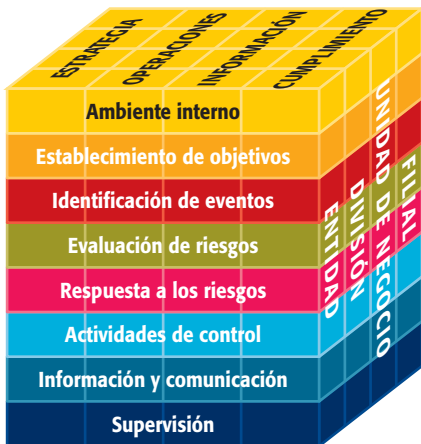 ESTRATEGIA
OPERACIONES
INFORMACIÓN
CUMPLIMIENTO
Ambiente interno
Establecimiento de objetivos
Identificación de eventos
Evaluación de riesgos
Respuesta a los riesgos
Actividades de control
Información y comunicación
Supervisión
ENTIDAD
DIVISIÓN
UNIDAD DE NEGOCIO
FILIAL